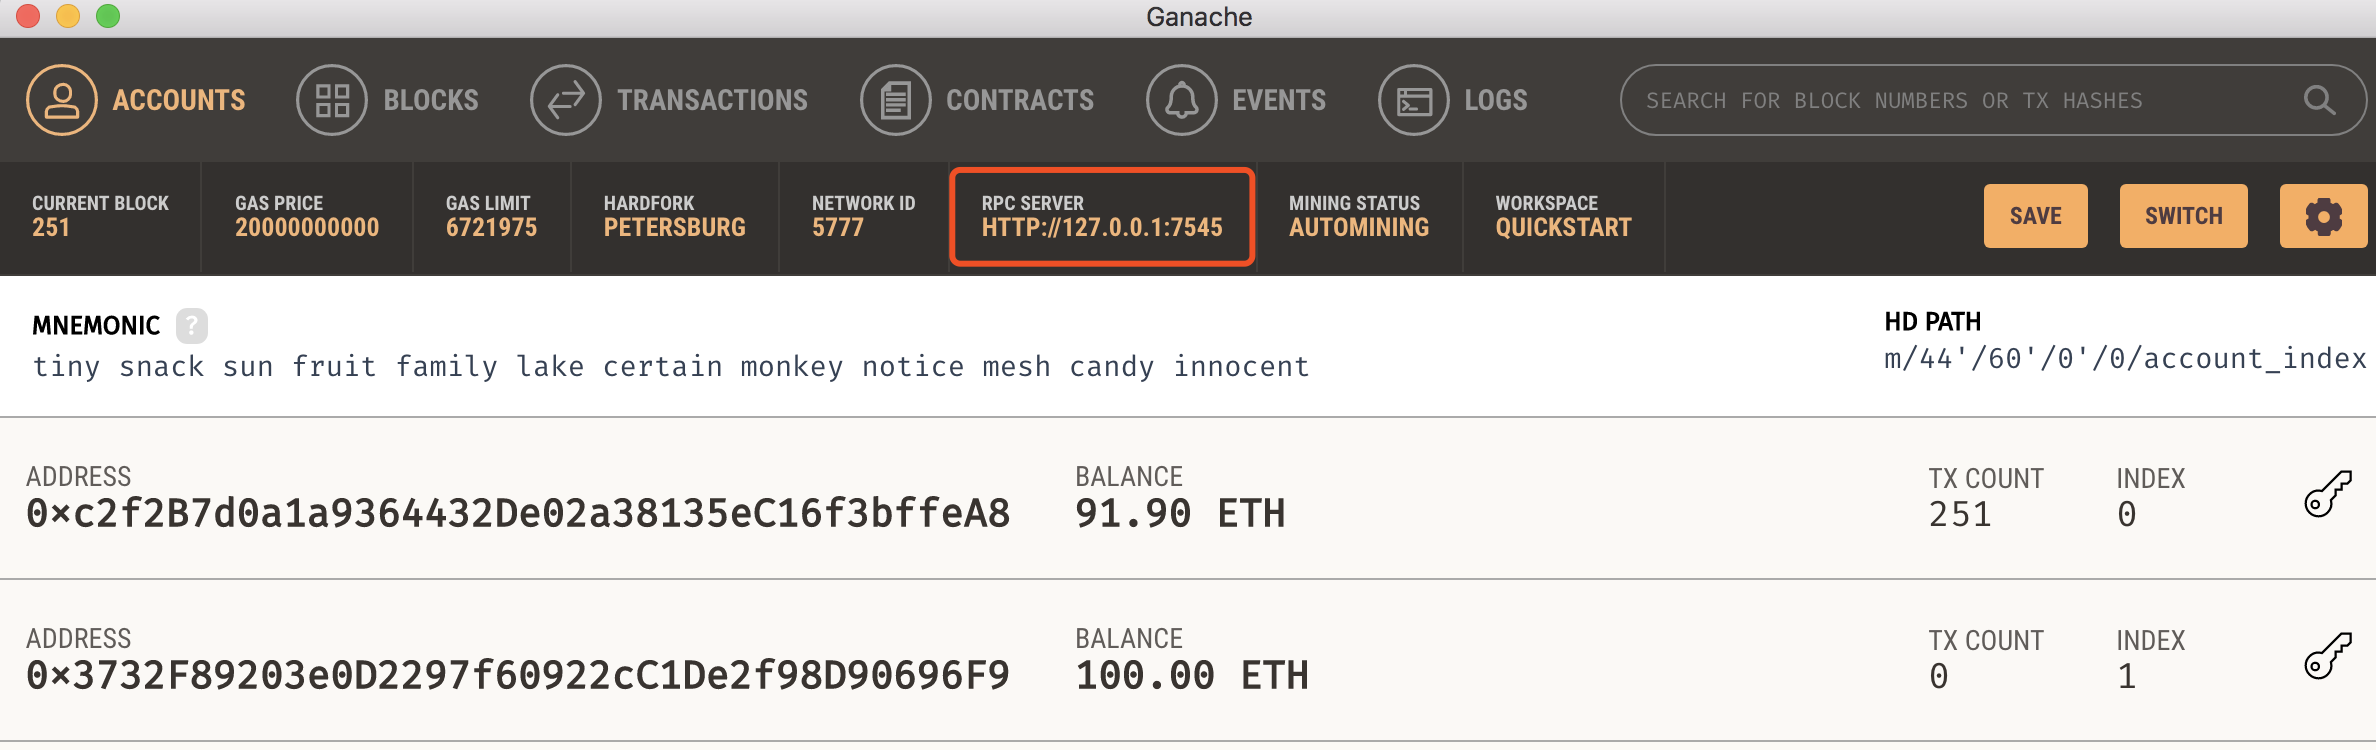 Ganache
ACCOUNTS BLOCKS TRANSACTIONS CONTRACTS EVENTS LOGS SEARCH FOR BLOCK NUMBERS OR TX HASHES
CURRENT BLOCK GAS PRICE GAS LIMIT HARDFORK NETWORK ID RPC SERVER MINING STATUS WORKSPACE
251 20000000000 6721975 PETERSBURG 5777 HTTP://127.0.0.1:7545 AUTOMINING QUICKSTART SAVE SWITCH
MNEMONIC ? HD PATH
tiny snack sun fruit family lake certain monkey notice mesh candy innocent m/44'/60'/0'/0/account_index
ADDRESS BALANCE TX COUNT INDEX
0×c2f2B7d0a1a9364432De02a38135eC16f3bffeA8 91.90 ETH 251 0
ADDRESS BALANCE TX COUNT INDEX
0×3732F89203e0D2297f60922cC1De2f98D90696F9 100.00 ETH 0 1